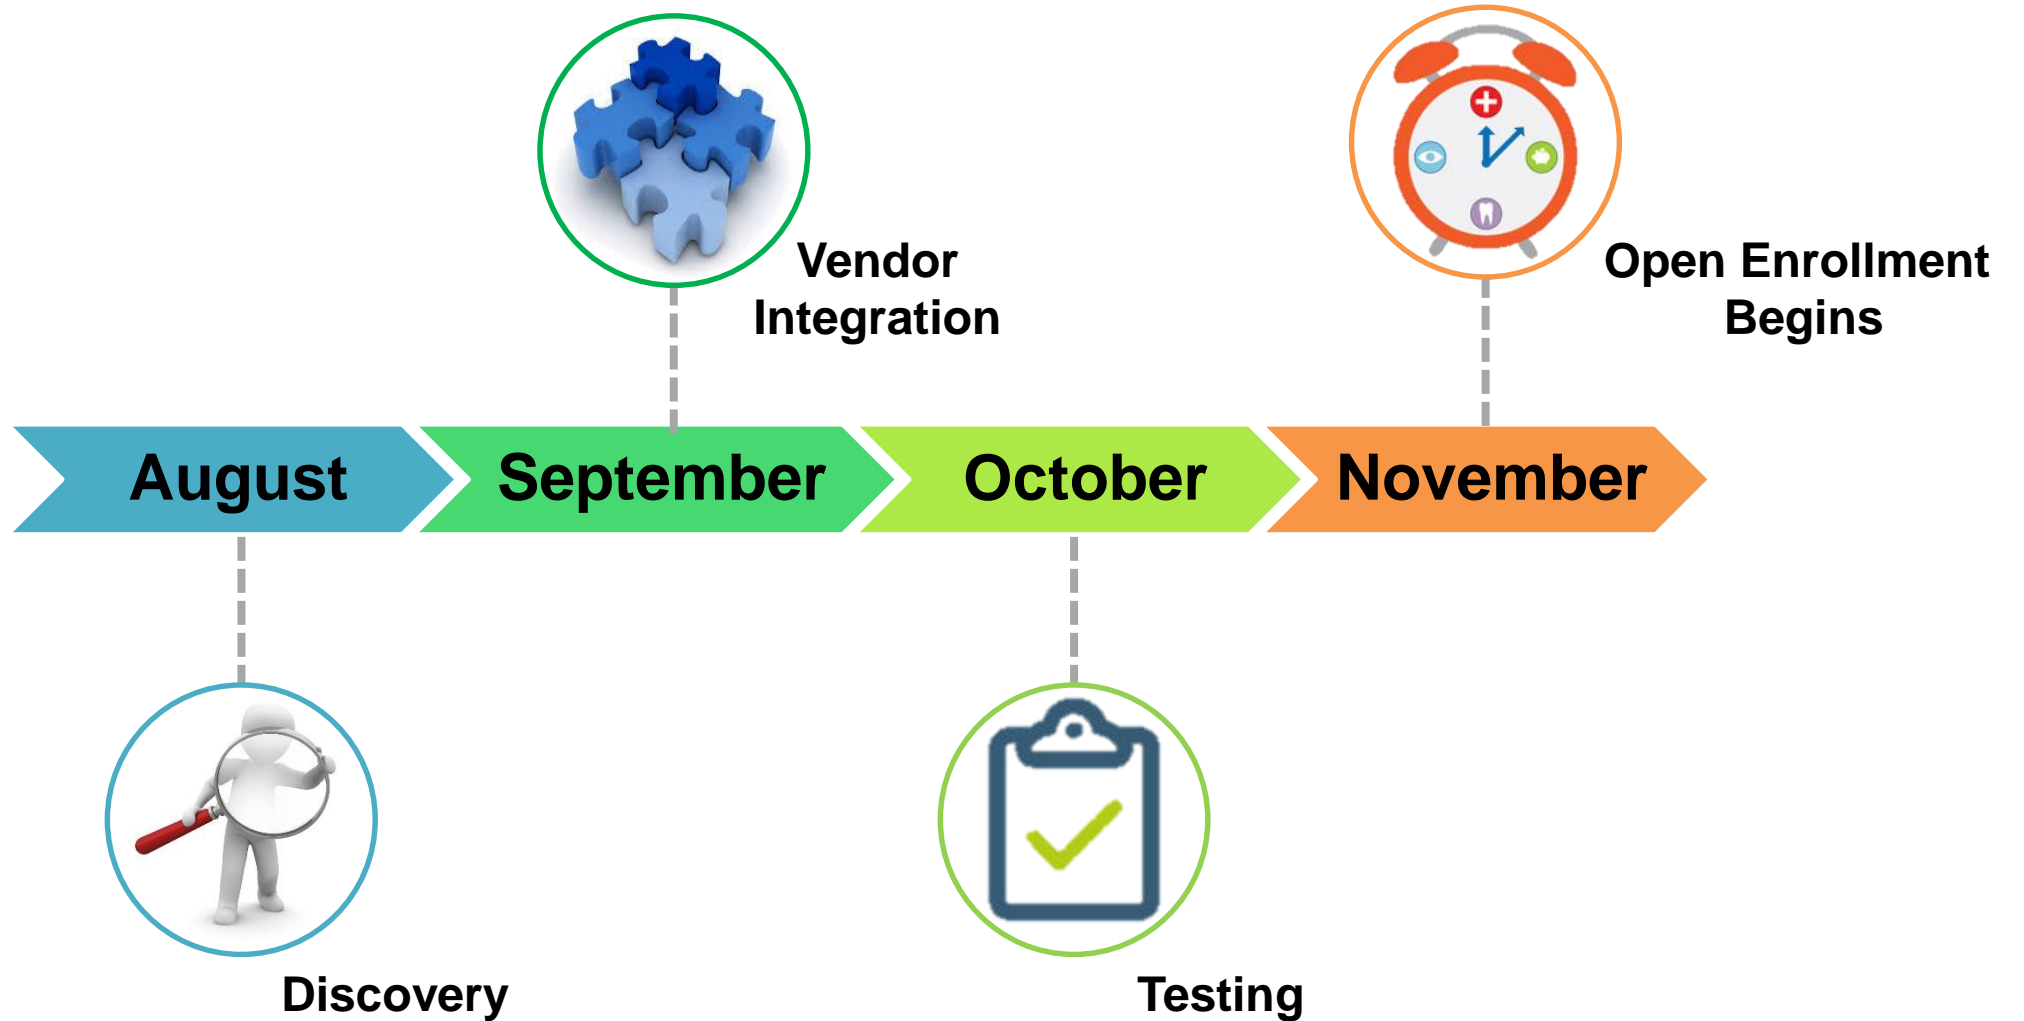 Vendor
Integration
Open Enrollment
Begins
August
September
October
November
Discovery
Testing